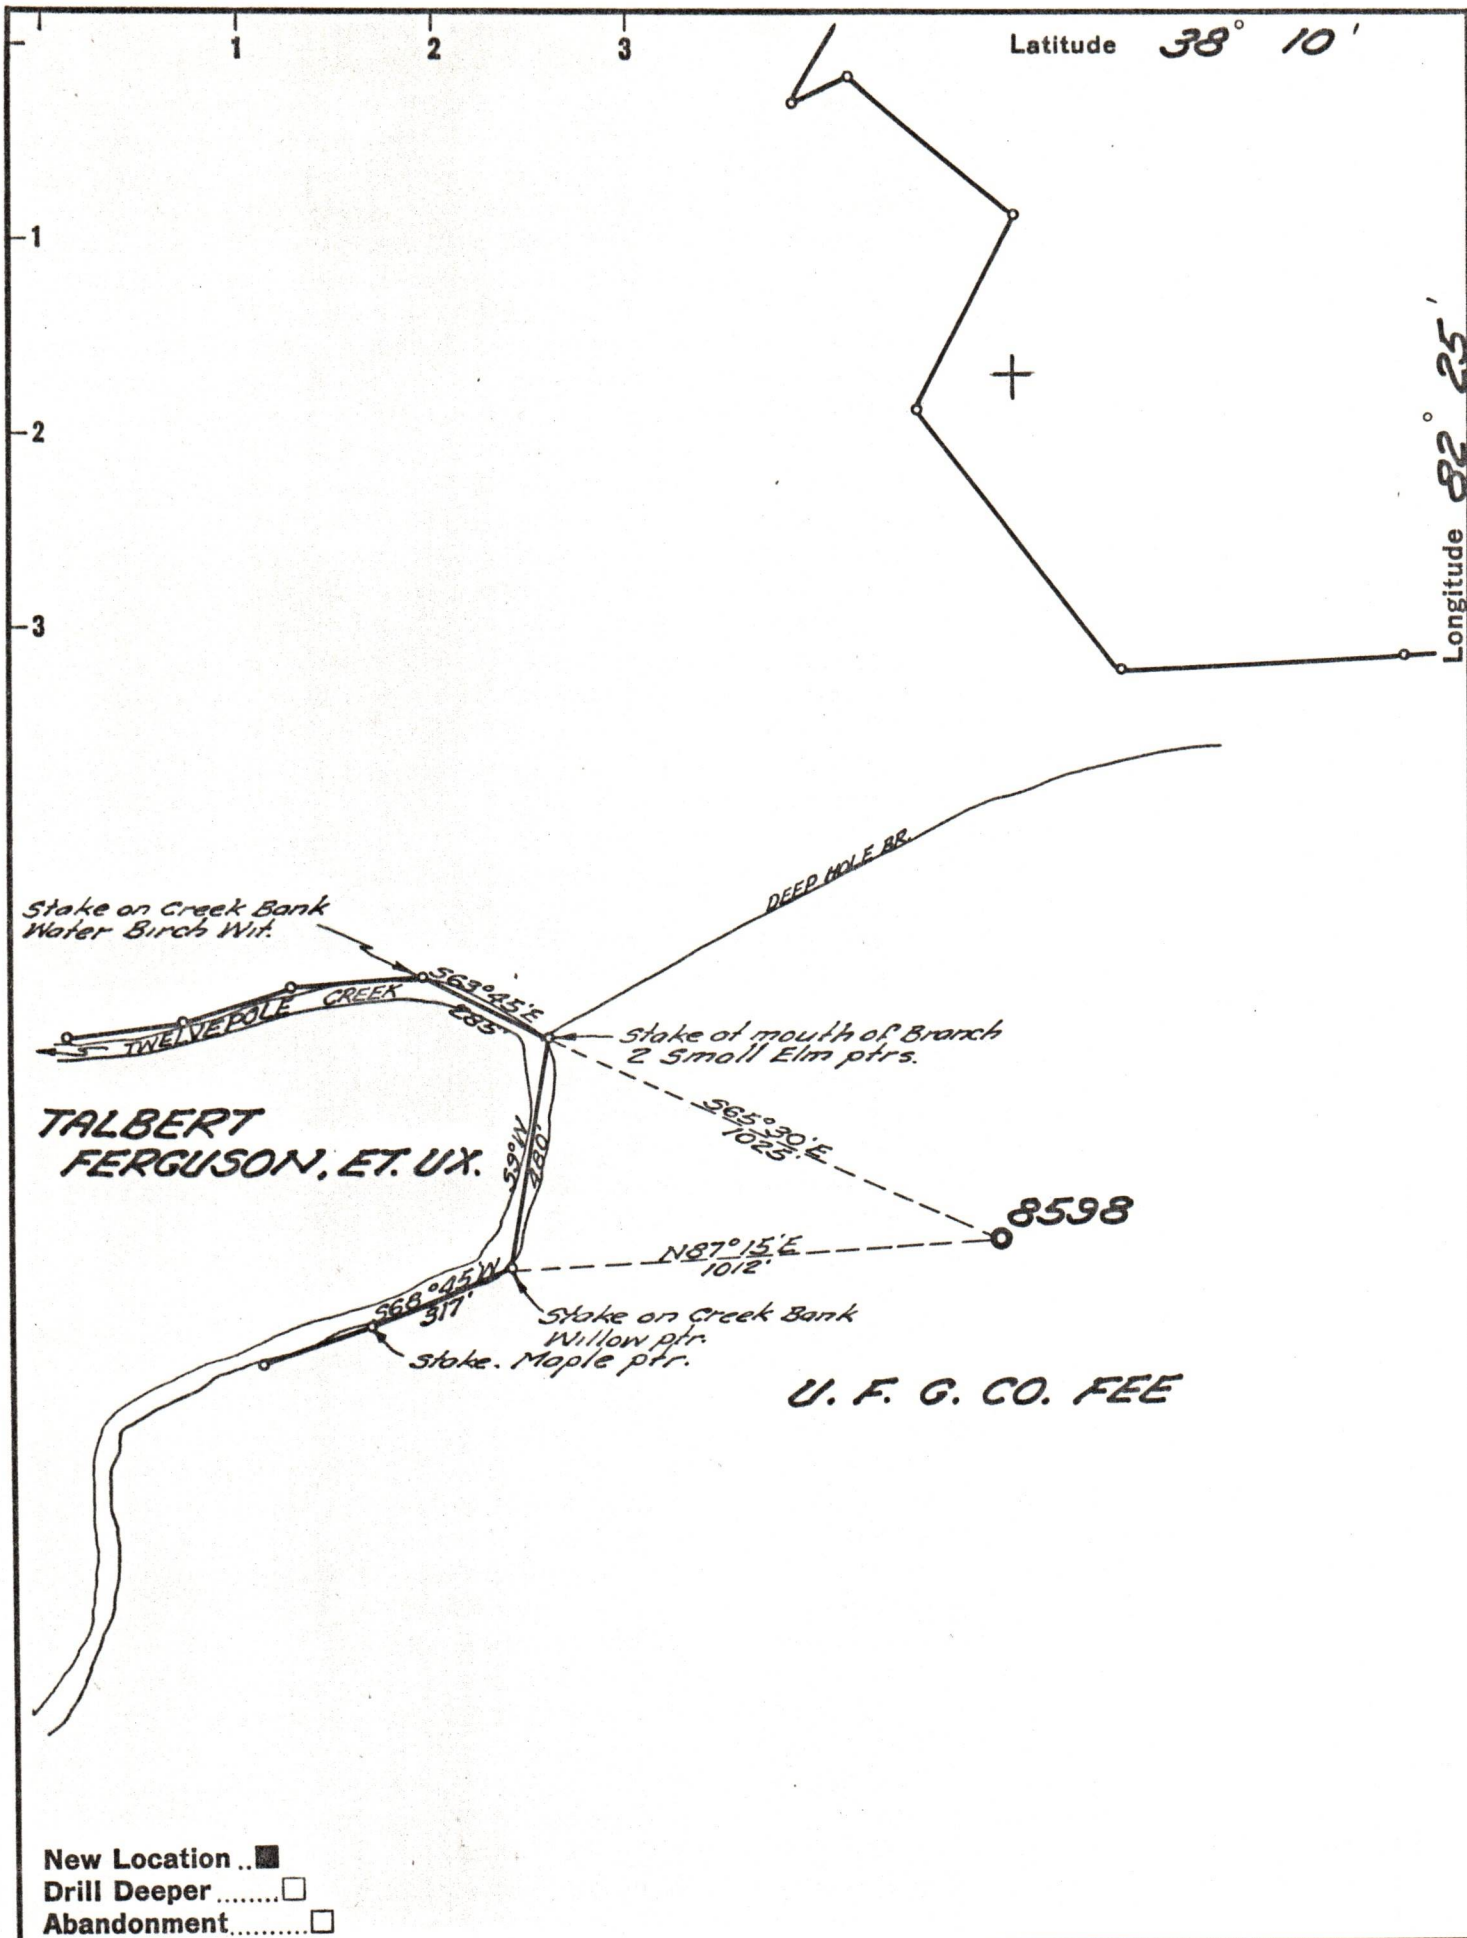 1 2 3
Latitude 38° 10'
1
2
3
Longitude 82° 25'
DEEP HOLE BR.
Stake on Creek Bank
Water Birch Wit.
S63°45'E
285'
TWELVEPOLE CREEK
S
Stake at mouth of Branch
2 Small Elm ptrs.
TALBERT
FERGUSON, ET. UX.
S65°30'E
1025'
S9°W
480'
8598
N87°15'E
1012'
S68°45'W
317'
Stake on Creek Bank
Willow ptr.
Stake. Maple ptr.
U. F. G. CO. FEE
New Location .. ■
Drill Deeper ........ □
Abandonment .......... □